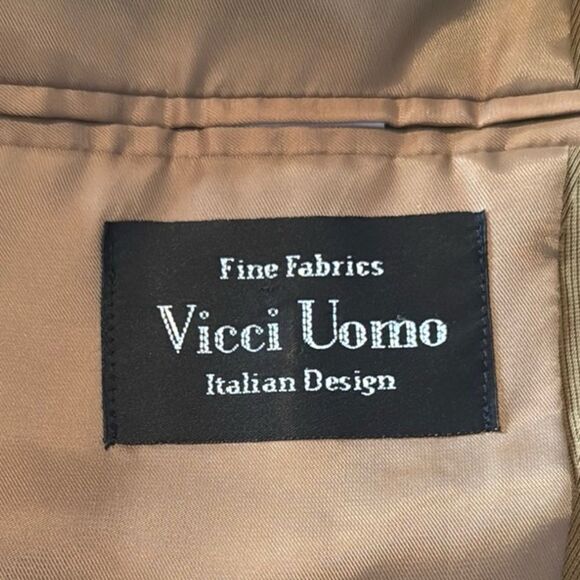 Fine Fabrics
Vicci Uomo
Italian Design